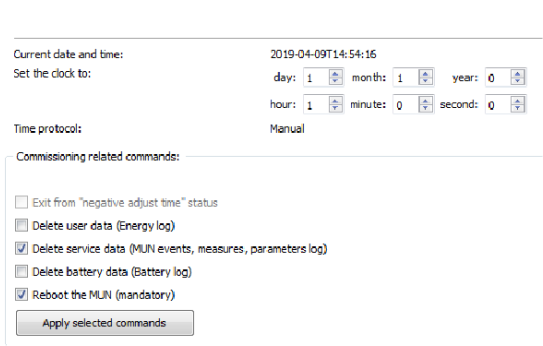 Current date and time: 2019-04-09T14:54:16
Set the clock to: day: 1 month: 1 year: 0
hour: 1 minute: 0 second: 0
Time protocol: Manual
Commissioning related commands:
Exit from "negative adjust time" status
Delete user data (Energy log)
Delete service data (MUN events, measures, parameters log)
Delete battery data (Battery log)
Reboot the MUN (mandatory)
Apply selected commands